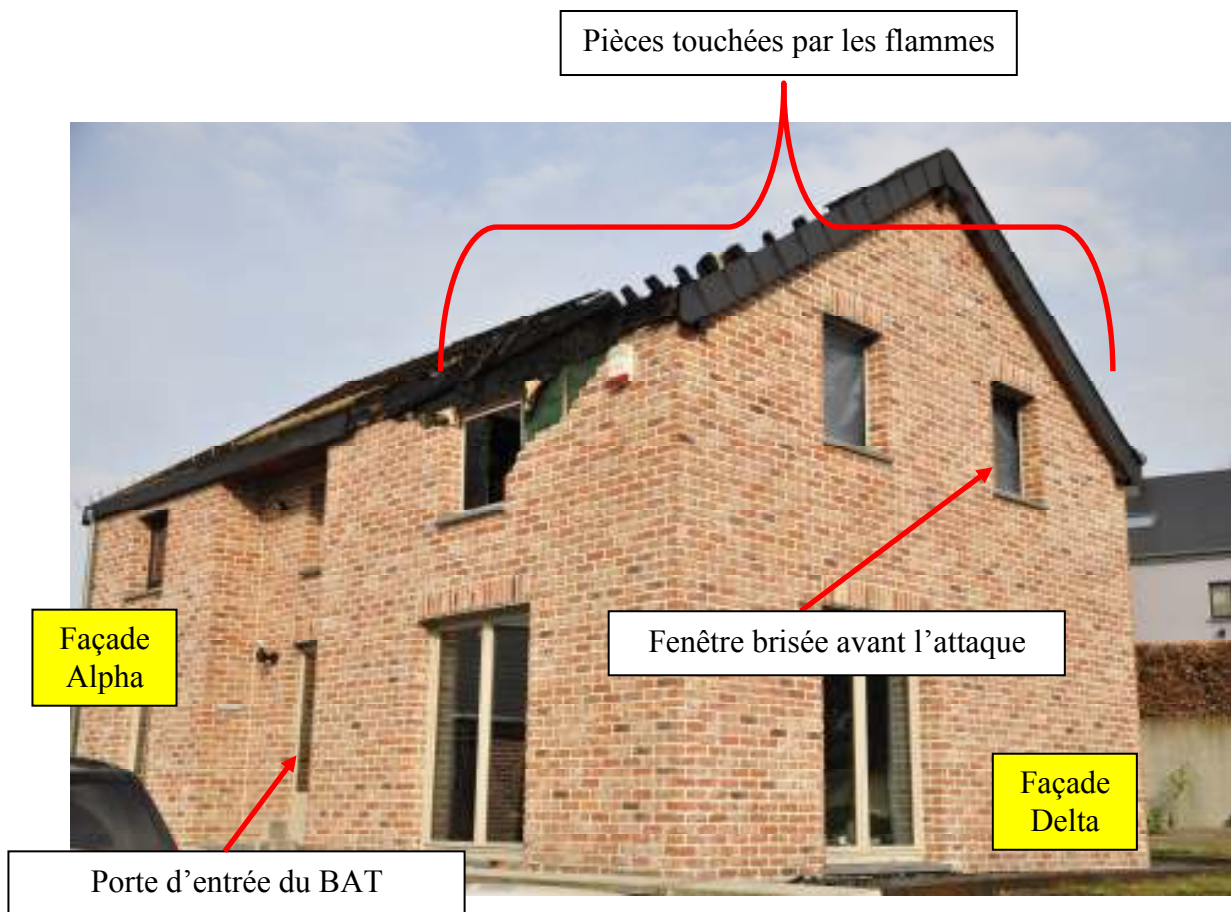 Pièces touchées par les flammes
Façade
Alpha
Fenêtre brisée avant l’attaque
Façade
Delta
Porte d’entrée du BAT